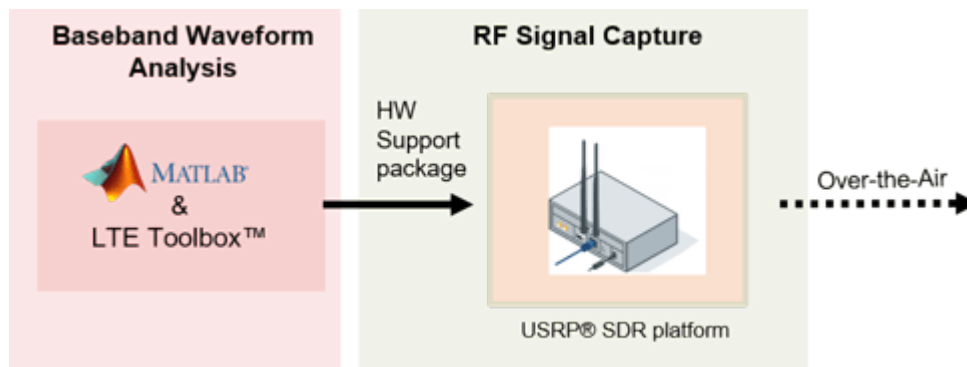 Baseband Waveform
Analysis
MATLAB®
&
LTE Toolbox™
RF Signal Capture
HW
Support
package
USRP® SDR platform
Over-the-Air